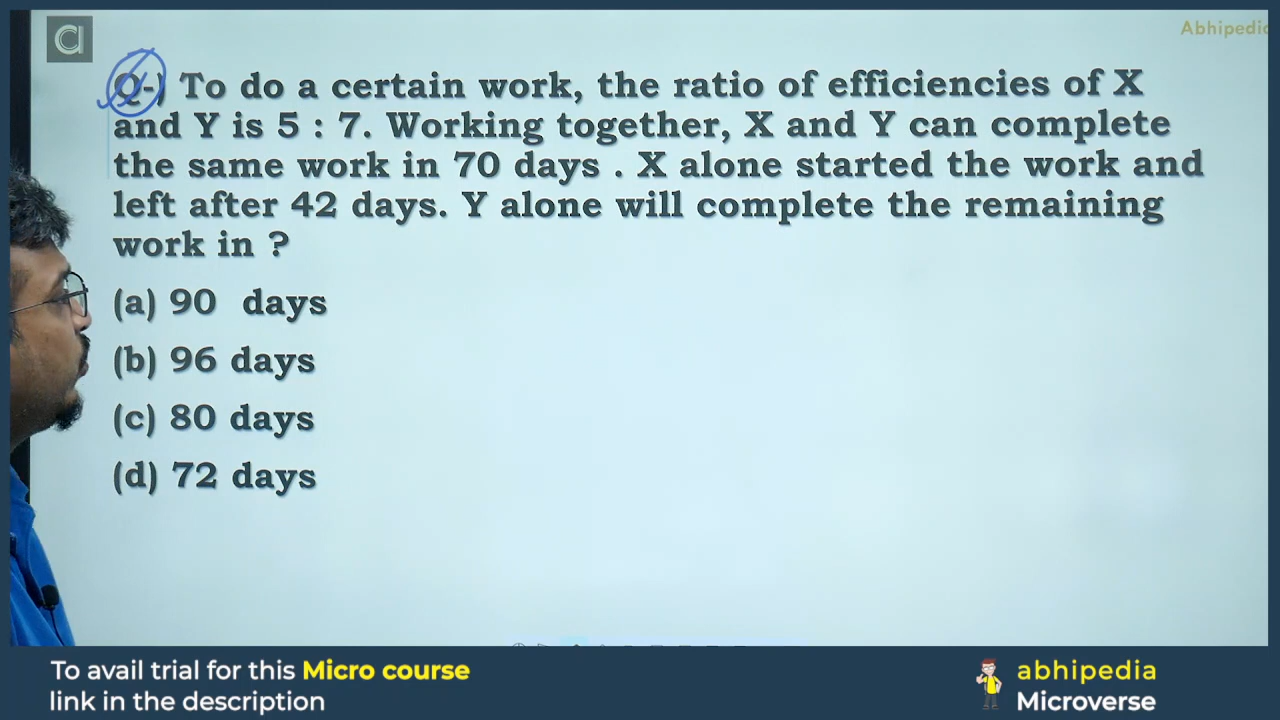 Abhipedia
Q-) To do a certain work, the ratio of efficiencies of X
and Y is 5 : 7. Working together, X and Y can complete
the same work in 70 days . X alone started the work and
left after 42 days. Y alone will complete the remaining
work in ?
(a) 90 days
(b) 96 days
(c) 80 days
(d) 72 days
To avail trial for this Micro course
link in the description
abhipedia
Microverse